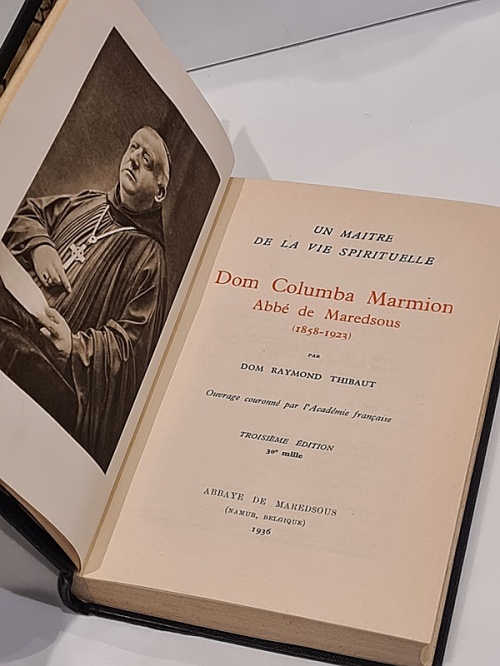 UN MAITRE
DE LA VIE SPIRITUELLE
Dom Columba Marmion
Abbé de Maredsous
(1858-1923)
PAR
DOM RAYMOND THIBAUT
Ouvrage couronné par l'Académie française
TROISIÈME ÉDITION
30e mille
ABBAYE DE MAREDSOUS
(NAMUR, BELGIQUE)
1936